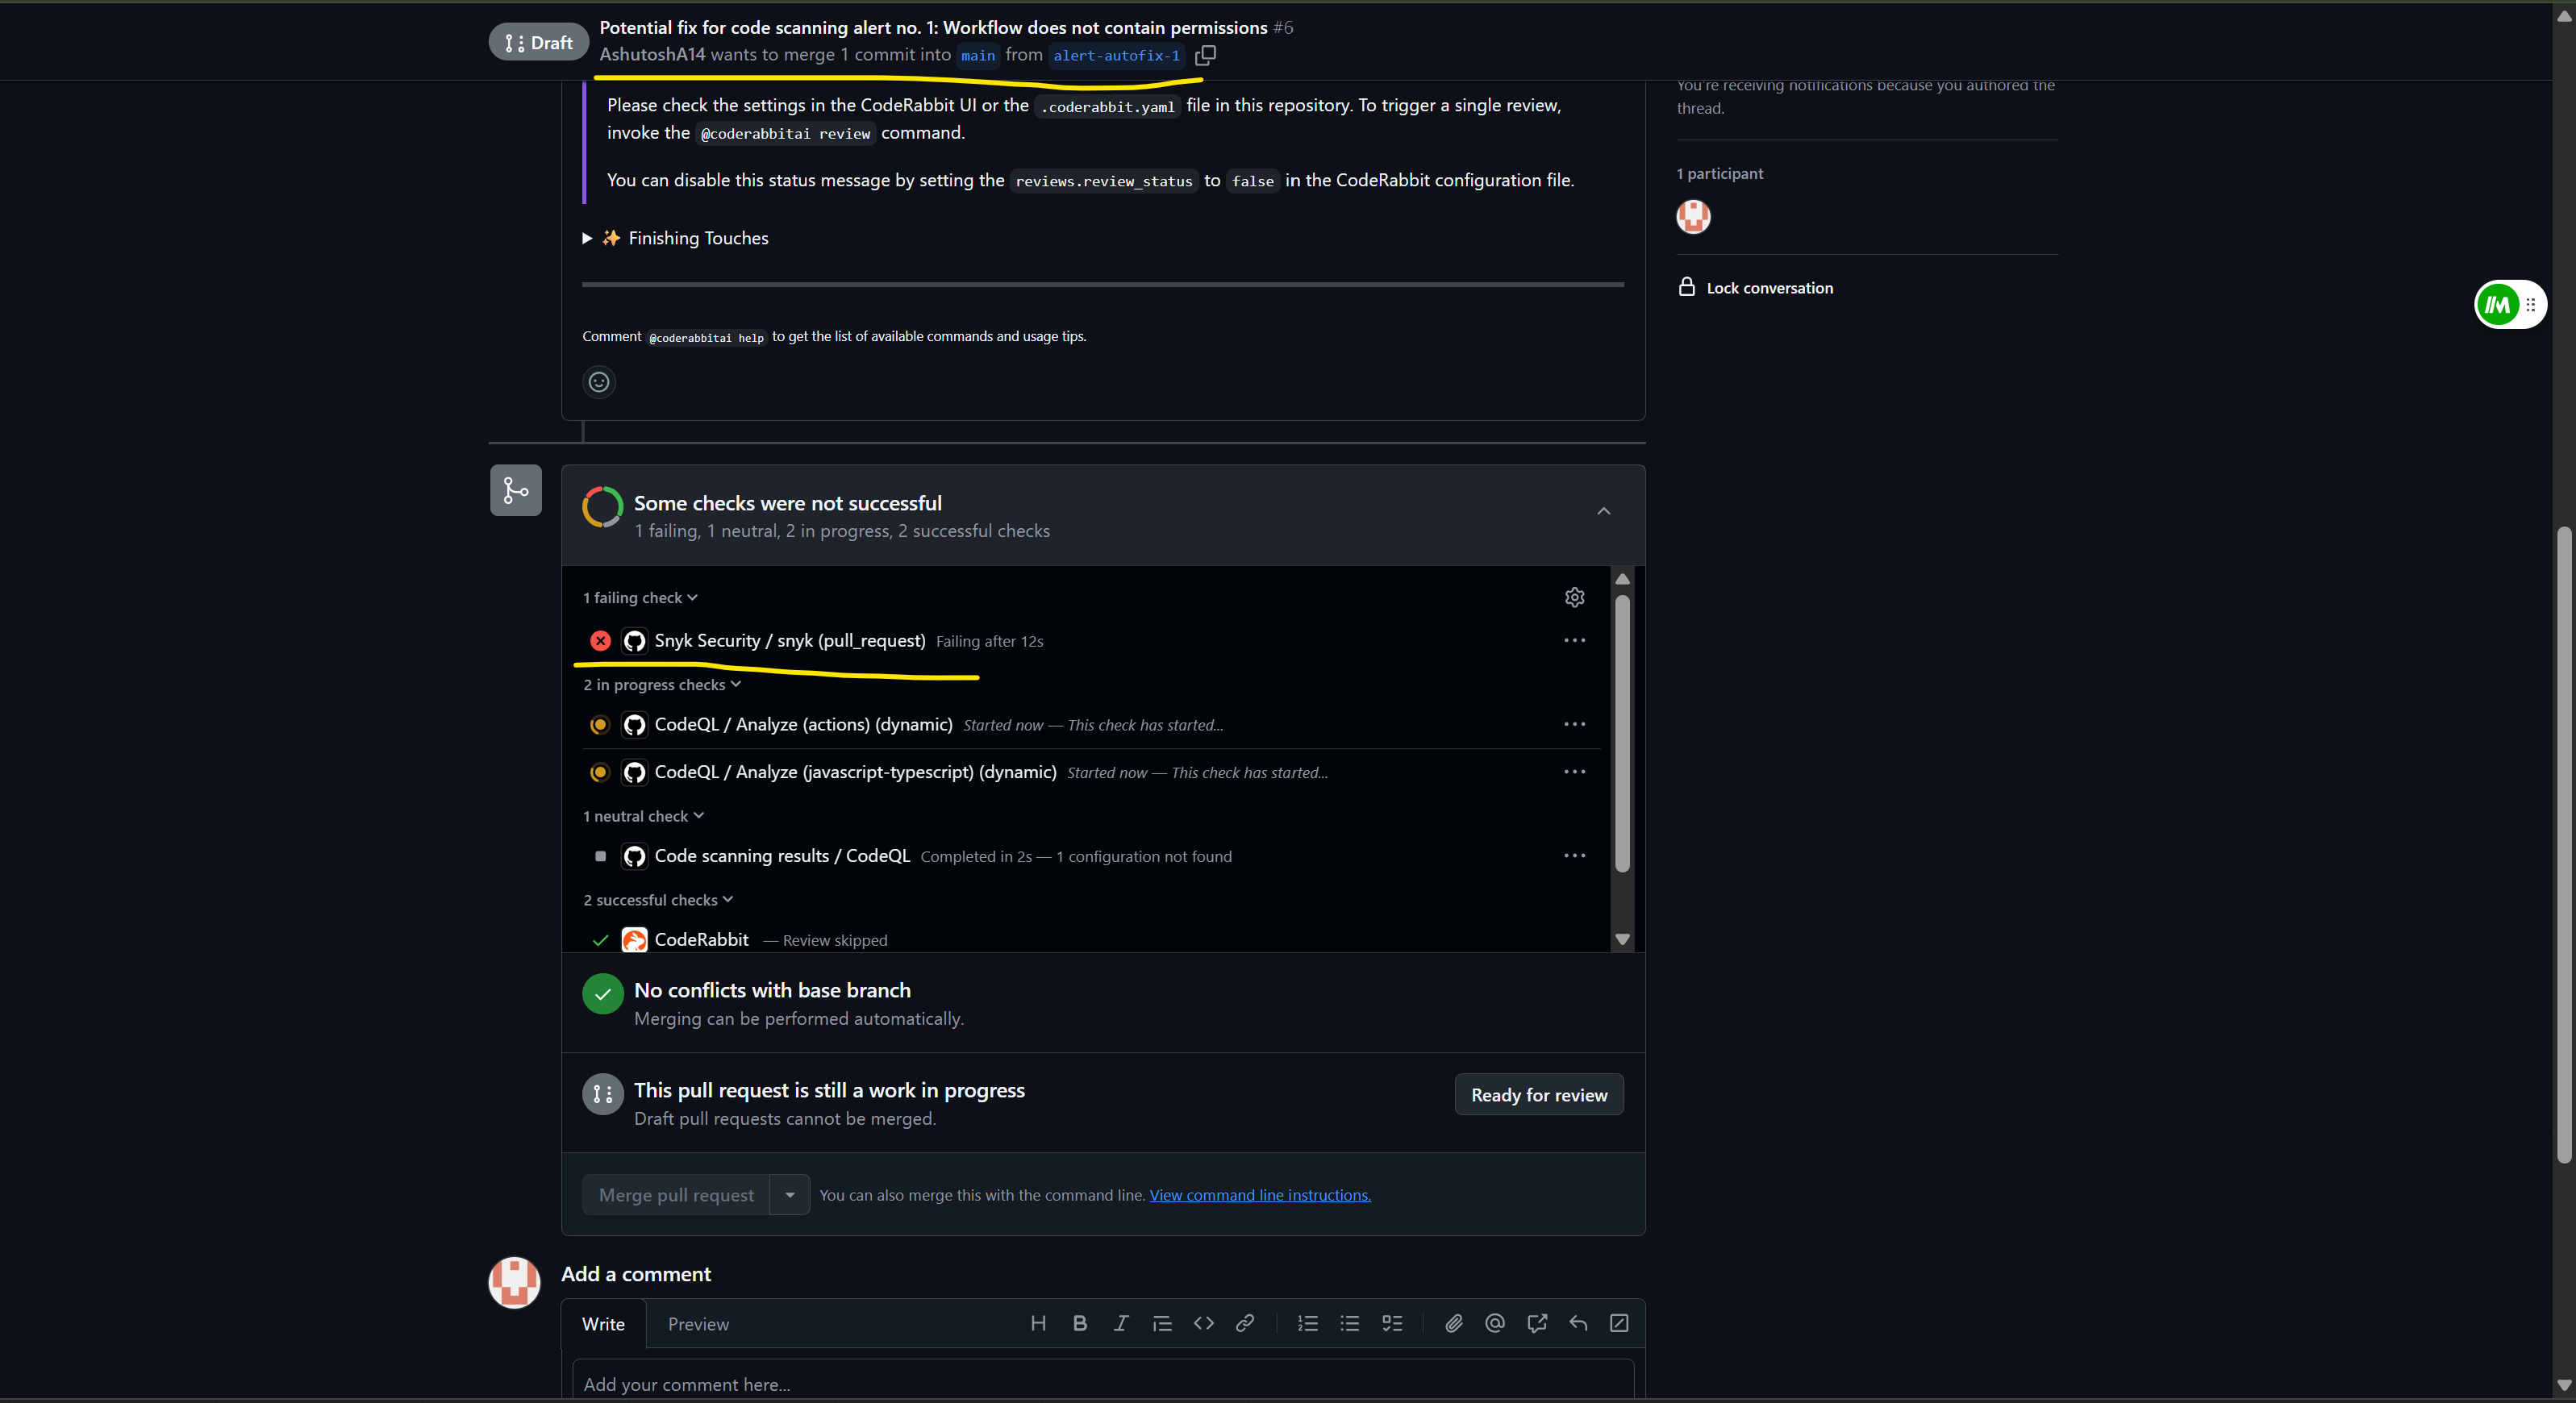 Draft
Potential fix for code scanning alert no. 1: Workflow does not contain permissions #6
AshutoshA14 wants to merge 1 commit into main from alert-autofix-1
Please check the settings in the CodeRabbit UI or the .coderabbit.yaml file in this repository. To trigger a single review,
invoke the @coderabbitai review command.
You can disable this status message by setting the reviews.review_status to false in the CodeRabbit configuration file.
✨ Finishing Touches
Comment @coderabbitai help to get the list of available commands and usage tips.
You're receiving notifications because you authored the
thread.
1 participant
Lock conversation
Some checks were not successful
1 failing, 1 neutral, 2 in progress, 2 successful checks
1 failing check
Snyk Security / snyk (pull_request) Failing after 12s
2 in progress checks
CodeQL / Analyze (actions) (dynamic) Started now — This check has started...
CodeQL / Analyze (javascript-typescript) (dynamic) Started now — This check has started...
1 neutral check
Code scanning results / CodeQL Completed in 2s — 1 configuration not found
2 successful checks
CodeRabbit — Review skipped
No conflicts with base branch
Merging can be performed automatically.
This pull request is still a work in progress
Draft pull requests cannot be merged.
Ready for review
Merge pull request
You can also merge this with the command line. View command line instructions.
Add a comment
Write
Preview
Add your comment here...